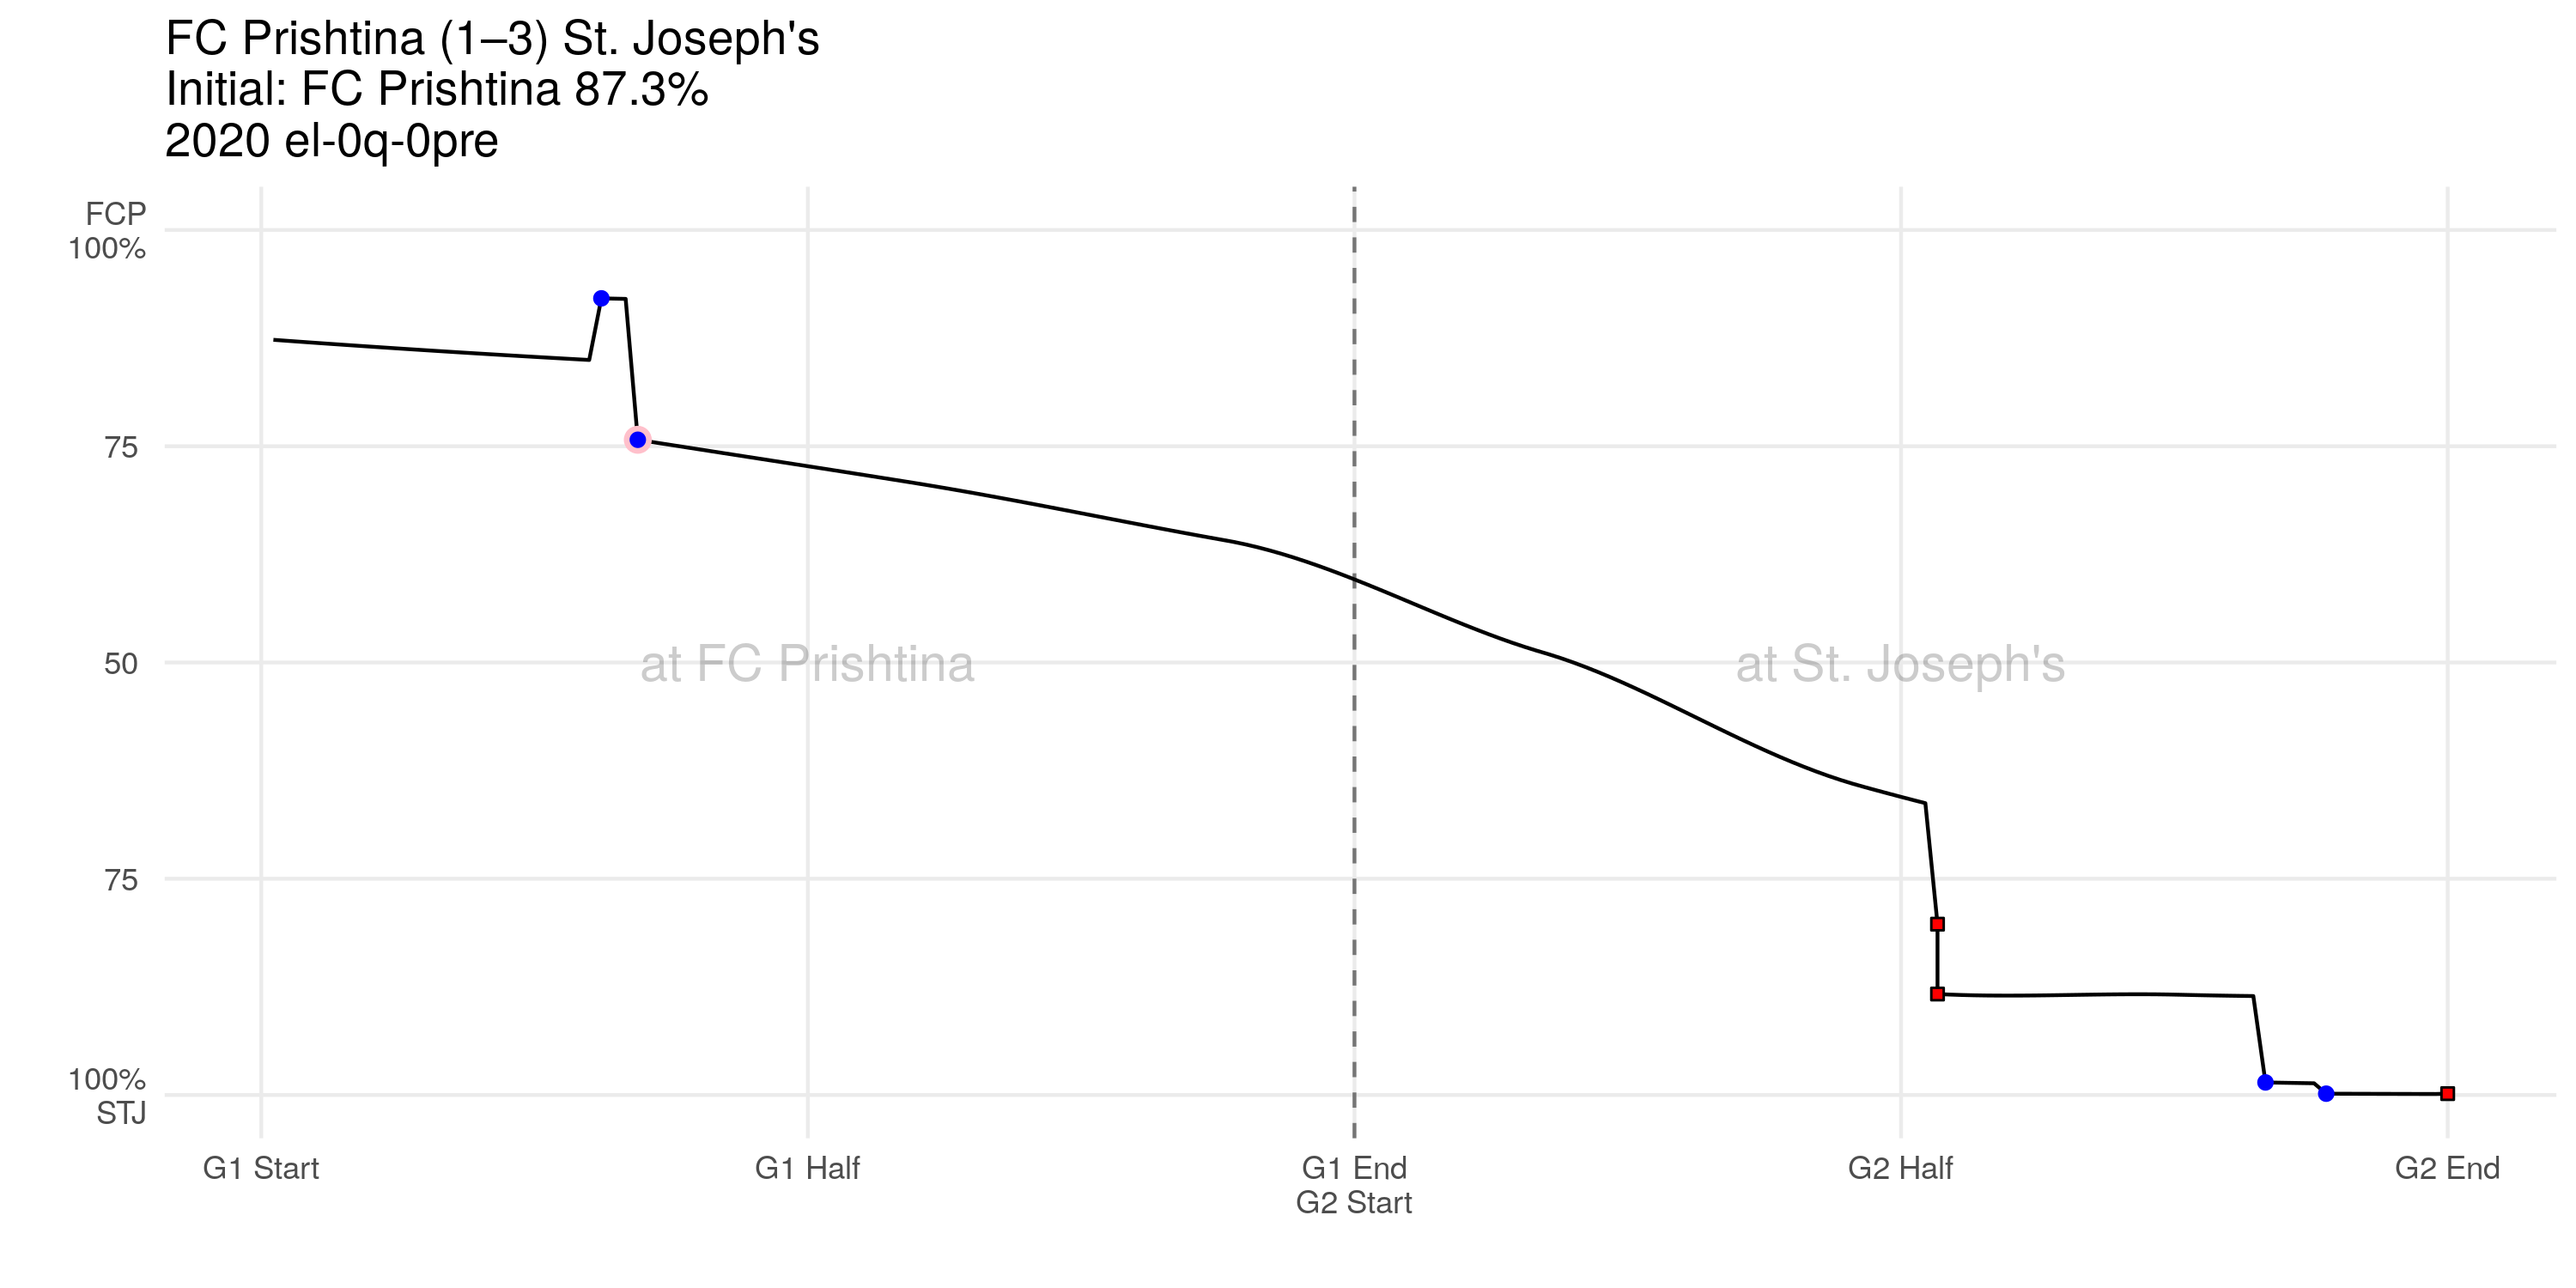 FC Prishtina (1–3) St. Joseph's
Initial: FC Prishtina 87.3%
2020 el-0q-0pre
FCP
100%
75
50
75
100%
STJ
at FC Prishtina
at St. Joseph's
G1 Start
G1 Half
G1 End
G2 Start
G2 Half
G2 End